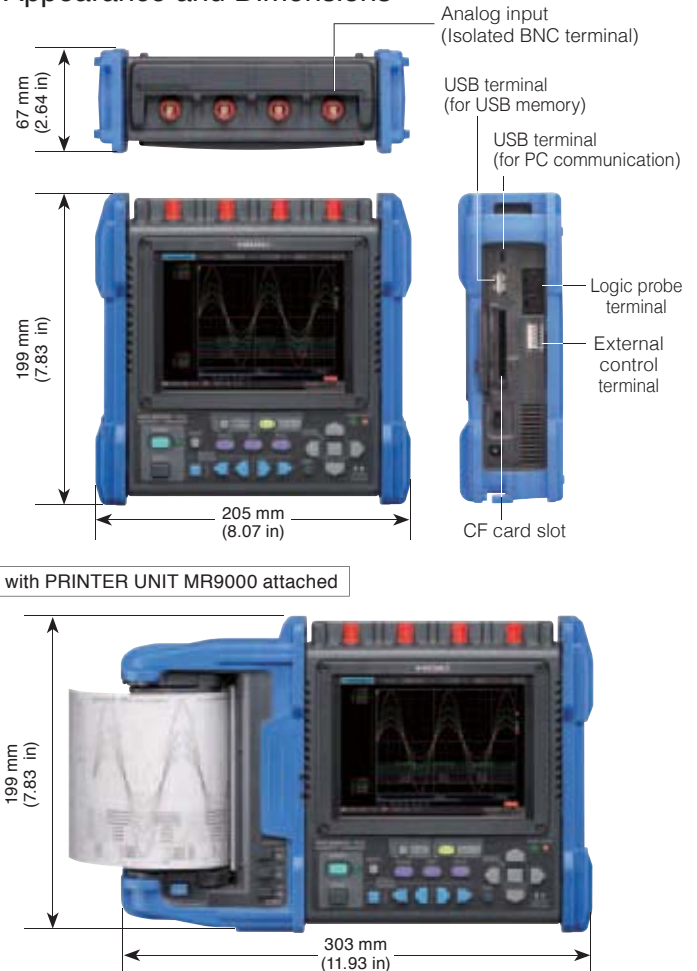 Appearance and Dimensions
Analog input
(Isolated BNC terminal)
67 mm
(2.64 in)
USB terminal
(for USB memory)
USB terminal
(for PC communication)
199 mm
(7.83 in)
Logic probe
terminal
External
control
terminal
205 mm
(8.07 in)
CF card slot
with PRINTER UNIT MR9000 attached
199 mm
(7.83 in)
303 mm
(11.93 in)